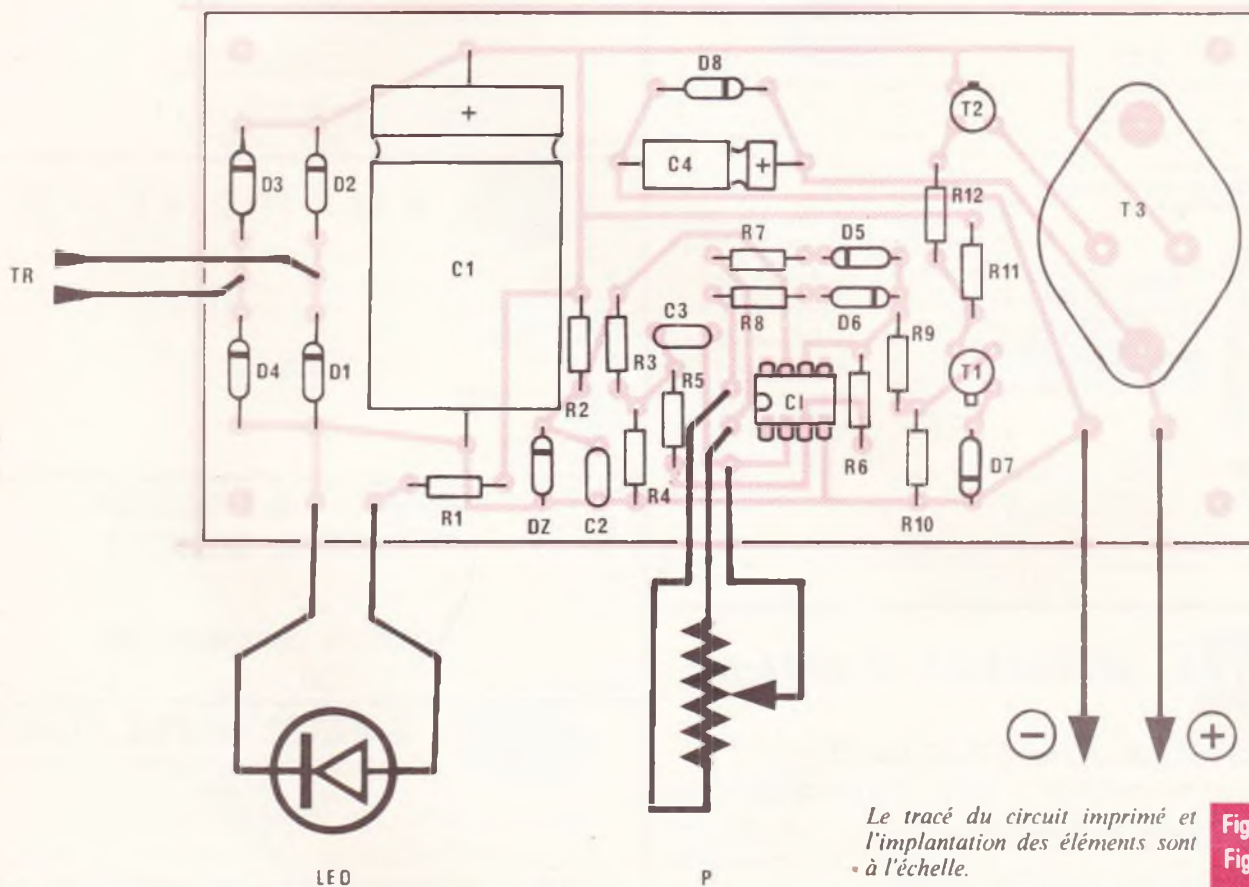 D8
+
T2
C4
+
D3
D2
R12
T3
R7
D5
TR
C1
R11
C3
R8
D6
R9
D4
D1
R3
R5
CI
T1
R2
R6
D7
R4
R1
DZ
C2
R10
−
+
Le tracé du circuit imprimé et
l'implantation des éléments sont
à l'échelle.
Fig
Fig
LED
P